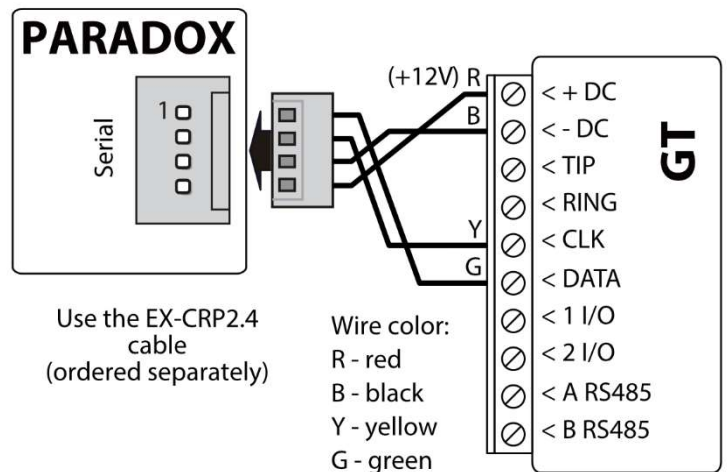 PARADOX
Serial
1
Use the EX-CRP2.4
cable
(ordered separately)
(+12V) R
B
Y
G
Wire color:
R - red
B - black
Y - yellow
G - green
< + DC
< - DC
< TIP
< RING
< CLK
< DATA
< 1 I/O
< 2 I/O
< A RS485
< B RS485
GT